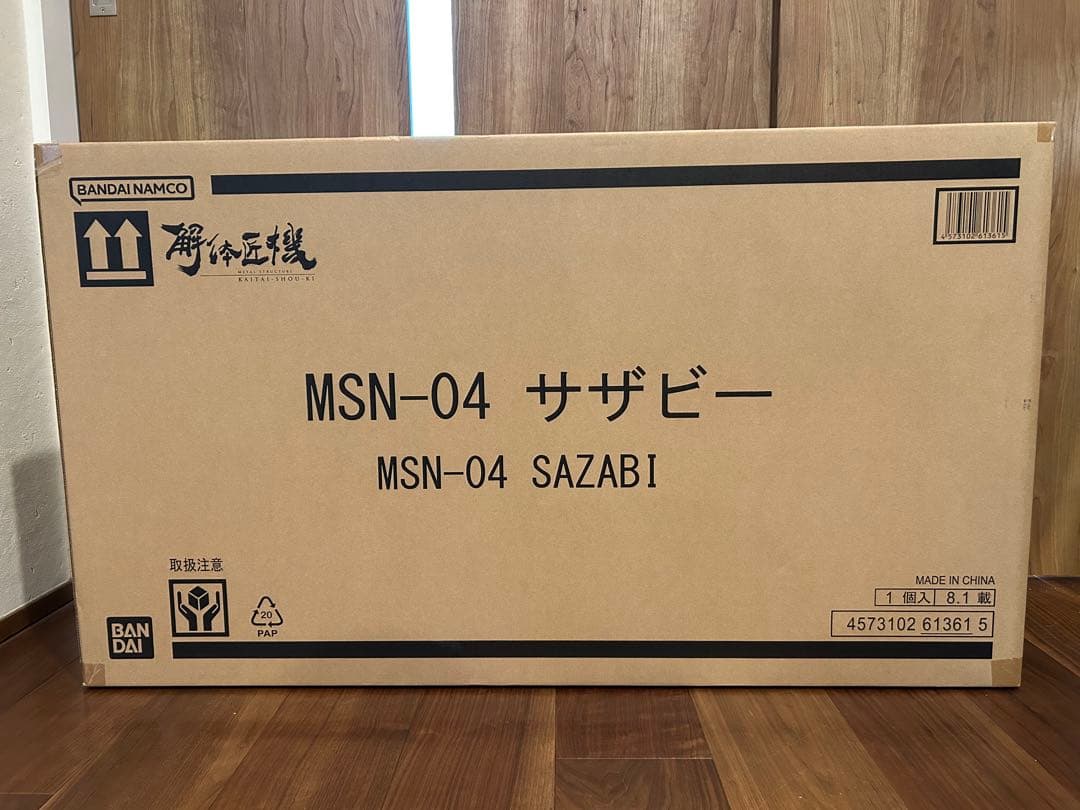 BANDAI NAMCO
解体匠機
METAL STRUCTURE
KAITAI-SHOU-KI
4573102613615
MSN-04 サザビー
MSN-04 SAZABI
取扱注意
20
PAP
BAN
DAI
MADE IN CHINA
1 個入 8.1 載
4573102 61361 5